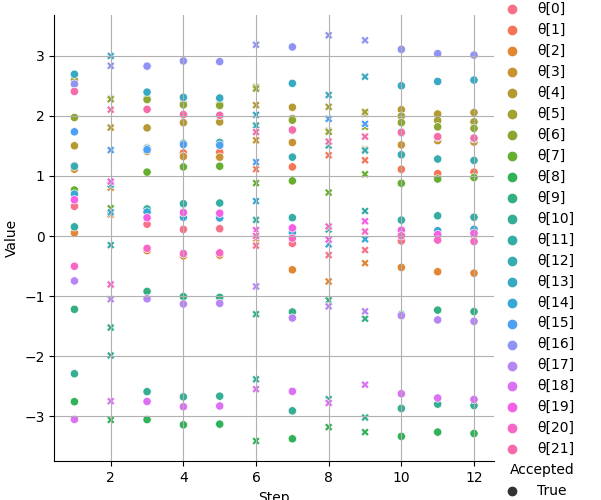 θ[0]
θ[1]
θ[2]
θ[3]
θ[4]
θ[5]
θ[6]
θ[7]
θ[8]
θ[9]
θ[10]
θ[11]
θ[12]
θ[13]
θ[14]
θ[15]
θ[16]
θ[17]
θ[18]
θ[19]
θ[20]
θ[21]
Accepted
True
Value
3
2
1
0
−1
−2
−3
2
4
6
8
10
12
Step